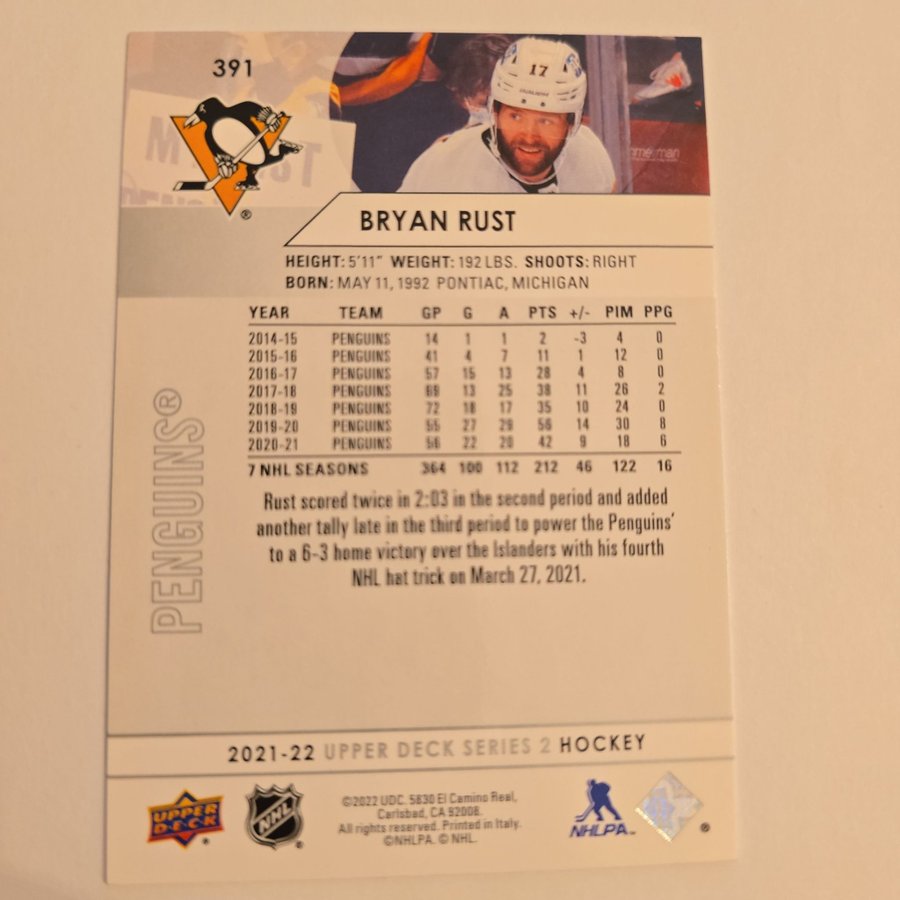 391
17
BRYAN RUST
HEIGHT: 5'11" WEIGHT: 192 LBS. SHOOTS: RIGHT
BORN: MAY 11, 1992 PONTIAC, MICHIGAN
YEAR TEAM GP G A PTS +/- PIM PPG
2014-15 PENGUINS 14 1 1 2 -3 4 0
2015-16 PENGUINS 41 4 7 11 1 12 0
2016-17 PENGUINS 57 15 13 28 4 8 0
2017-18 PENGUINS 69 13 25 38 11 26 2
2018-19 PENGUINS 72 18 17 35 10 24 0
2019-20 PENGUINS 55 27 29 56 14 30 8
2020-21 PENGUINS 56 22 20 42 9 18 6
7 NHL SEASONS 364 100 112 212 46 122 16
Rust scored twice in 2:03 in the second period and added
another tally late in the third period to power the Penguins'
to a 6-3 home victory over the Islanders with his fourth
NHL hat trick on March 27, 2021.
PENGUINS®
2021-22 UPPER DECK SERIES 2 HOCKEY
UPPER DECK
NHL
©2022 UDC. 5830 El Camino Real,
Carlsbad, CA 92008.
All rights reserved. Printed in Italy.
©NHLPA. © NHL.
NHLPA